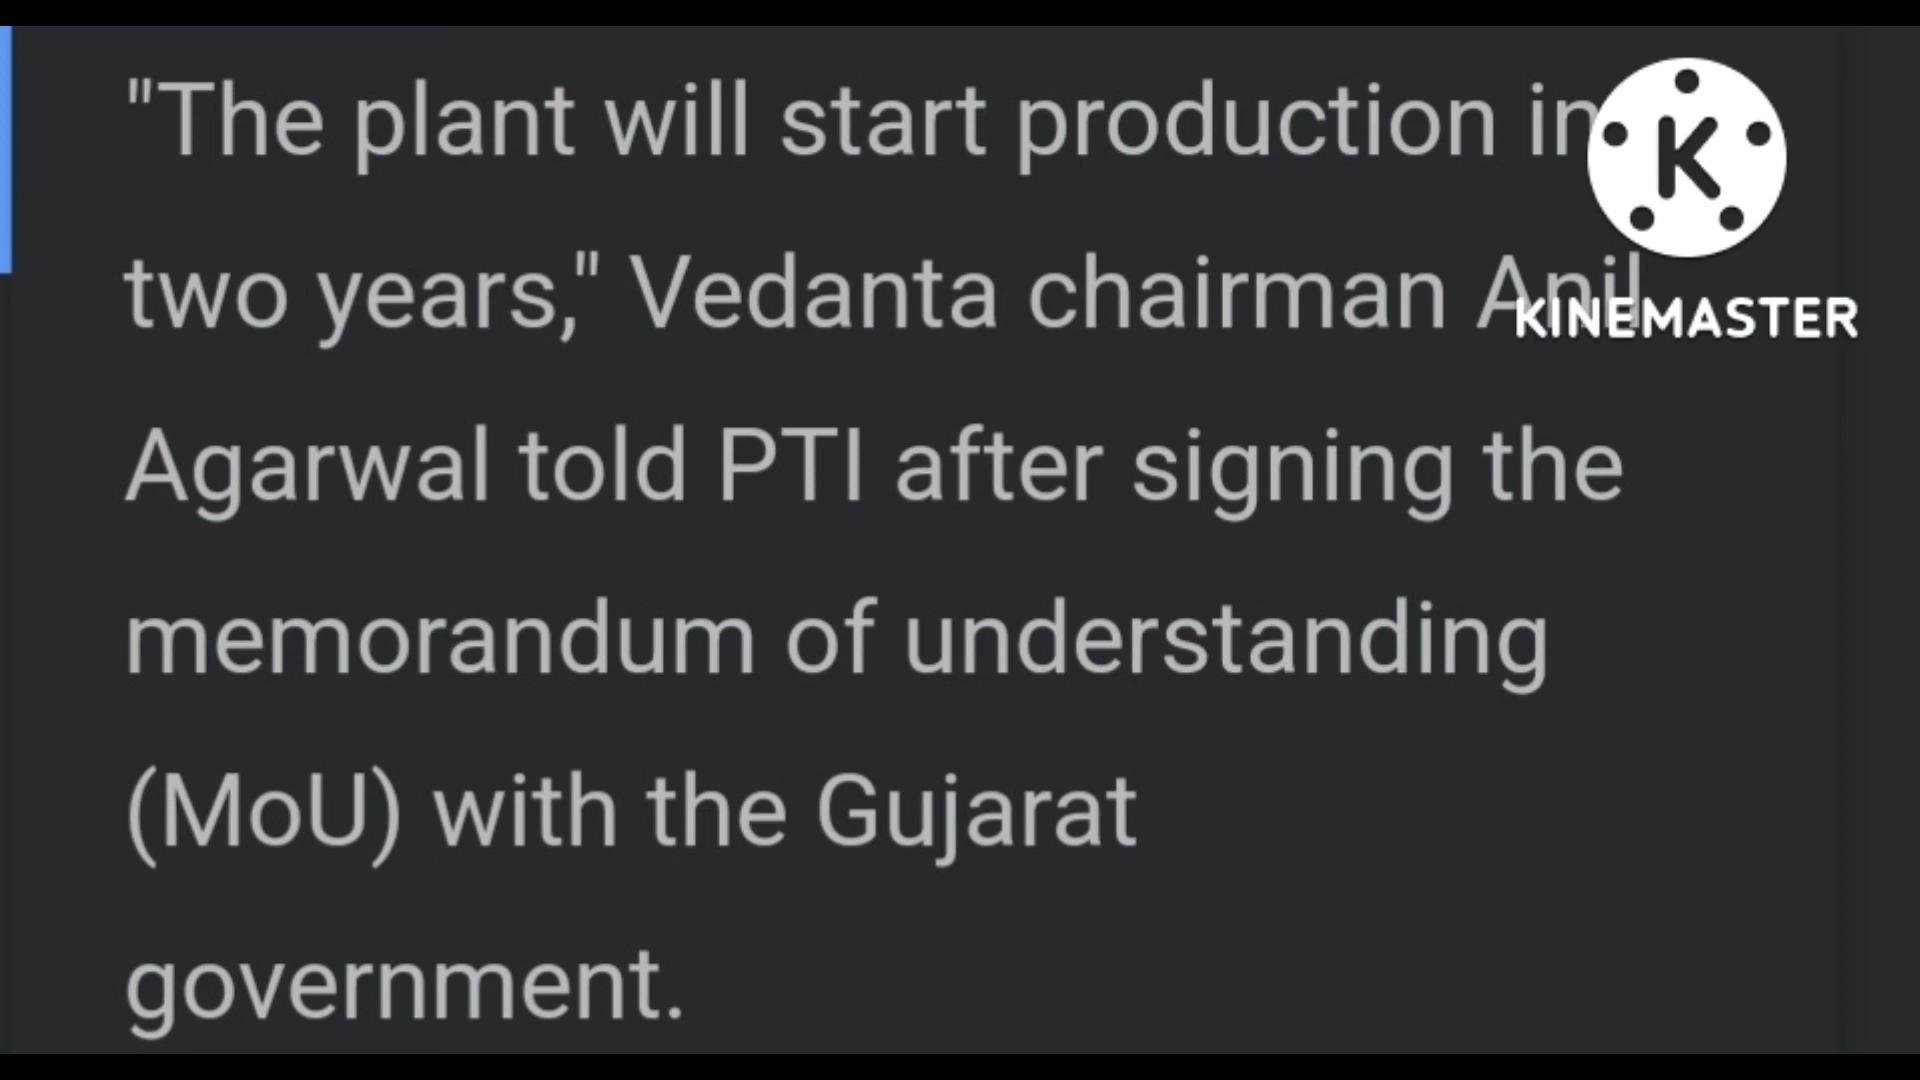 "The plant will start production in
two years," Vedanta chairman Anil
Agarwal told PTI after signing the
memorandum of understanding
(MoU) with the Gujarat
government.
K
KINEMASTER